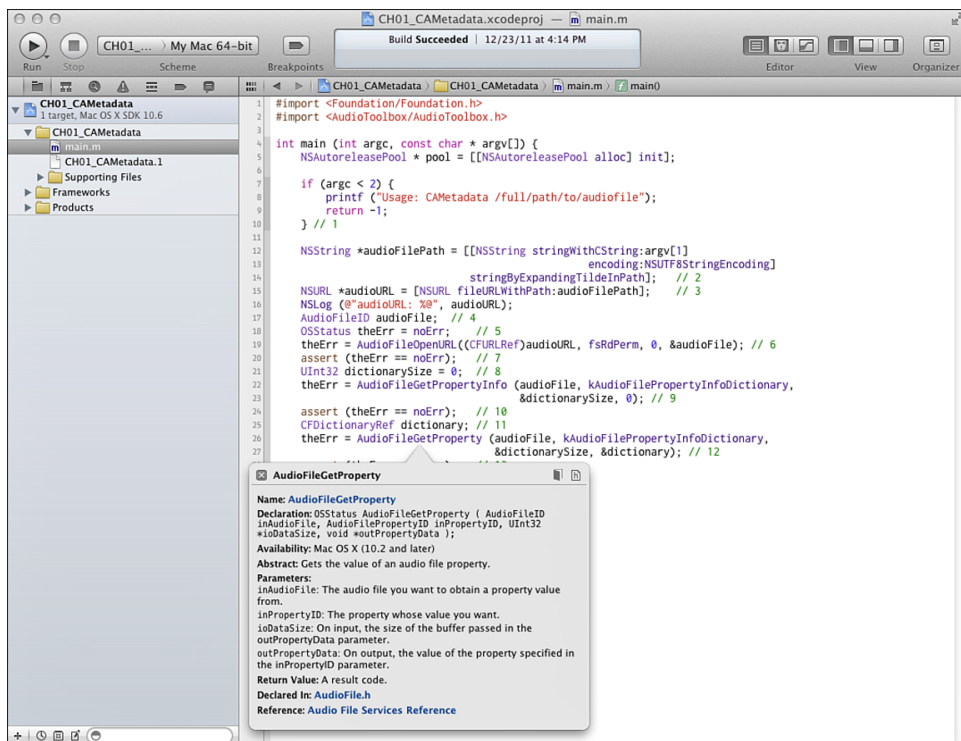 CH01_CAMetadata.xcodeproj — m main.m
CH01_... > My Mac 64-bit
Build Succeeded | 12/23/11 at 4:14 PM
Run Stop Scheme Breakpoints Editor View Organizer
CH01_CAMetadata
1 target, Mac OS X SDK 10.6
CH01_CAMetadata
m main.m
CH01_CAMetadata.1
Supporting Files
Frameworks
Products
CH01_CAMetadata > CH01_CAMetadata > m main.m > f main()
1 #import <Foundation/Foundation.h>
2 #import <AudioToolbox/AudioToolbox.h>
3
4 int main (int argc, const char * argv[]) {
5 NSAutoreleasePool * pool = [[NSAutoreleasePool alloc] init];
6
7 if (argc < 2) {
8 printf ("Usage: CAMetadata /full/path/to/audiofile");
9 return -1;
10 } // 1
11
12 NSString *audioFilePath = [[NSString stringWithCString:argv[1]
13 encoding:NSUTF8StringEncoding]
14 stringByExpandingTildeInPath]; // 2
15 NSURL *audioURL = [NSURL fileURLWithPath:audioFilePath]; // 3
16 NSLog (@"audioURL: %@", audioURL);
17 AudioFileID audioFile; // 4
18 OSStatus theErr = noErr; // 5
19 theErr = AudioFileOpenURL((CFURLRef)audioURL, fsRdPerm, 0, &audioFile); // 6
20 assert (theErr == noErr); // 7
21 UInt32 dictionarySize = 0; // 8
22 theErr = AudioFileGetPropertyInfo (audioFile, kAudioFilePropertyInfoDictionary,
23 &dictionarySize, 0); // 9
24 assert (theErr == noErr); // 10
25 CFDictionaryRef dictionary; // 11
26 theErr = AudioFileGetProperty (audioFile, kAudioFilePropertyInfoDictionary,
27 &dictionarySize, &dictionary); // 12
AudioFileGetProperty h
Name: AudioFileGetProperty
Declaration: OSStatus AudioFileGetProperty ( AudioFileID
inAudioFile, AudioFilePropertyID inPropertyID, UInt32
*ioDataSize, void *outPropertyData );
Availability: Mac OS X (10.2 and later)
Abstract: Gets the value of an audio file property.
Parameters:
inAudioFile: The audio file you want to obtain a property value
from.
inPropertyID: The property whose value you want.
ioDataSize: On input, the size of the buffer passed in the
outPropertyData parameter.
outPropertyData: On output, the value of the property specified in
the inPropertyID parameter.
Return Value: A result code.
Declared In: AudioFile.h
Reference: Audio File Services Reference